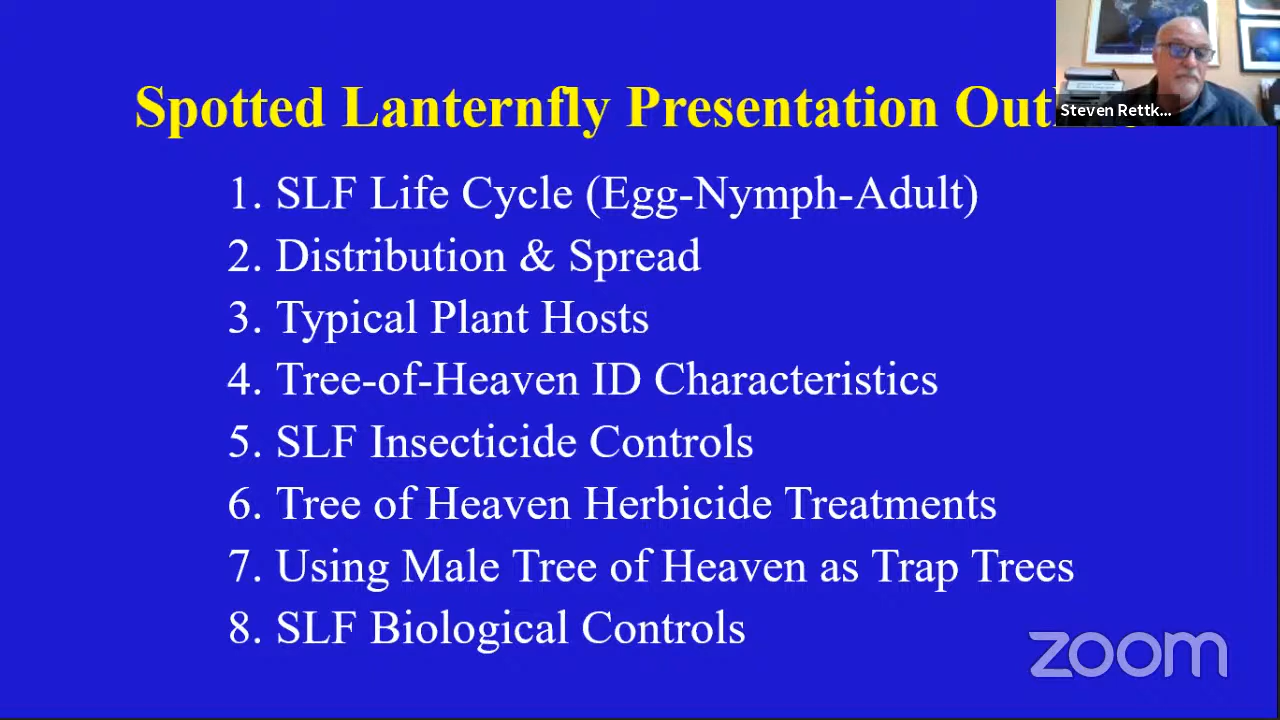 Spotted Lanternfly Presentation
Steven Rettk...
1. SLF Life Cycle (Egg-Nymph-Adult)
2. Distribution & Spread
3. Typical Plant Hosts
4. Tree-of-Heaven ID Characteristics
5. SLF Insecticide Controls
6. Tree of Heaven Herbicide Treatments
7. Using Male Tree of Heaven as Trap Trees
8. SLF Biological Controls
zoom